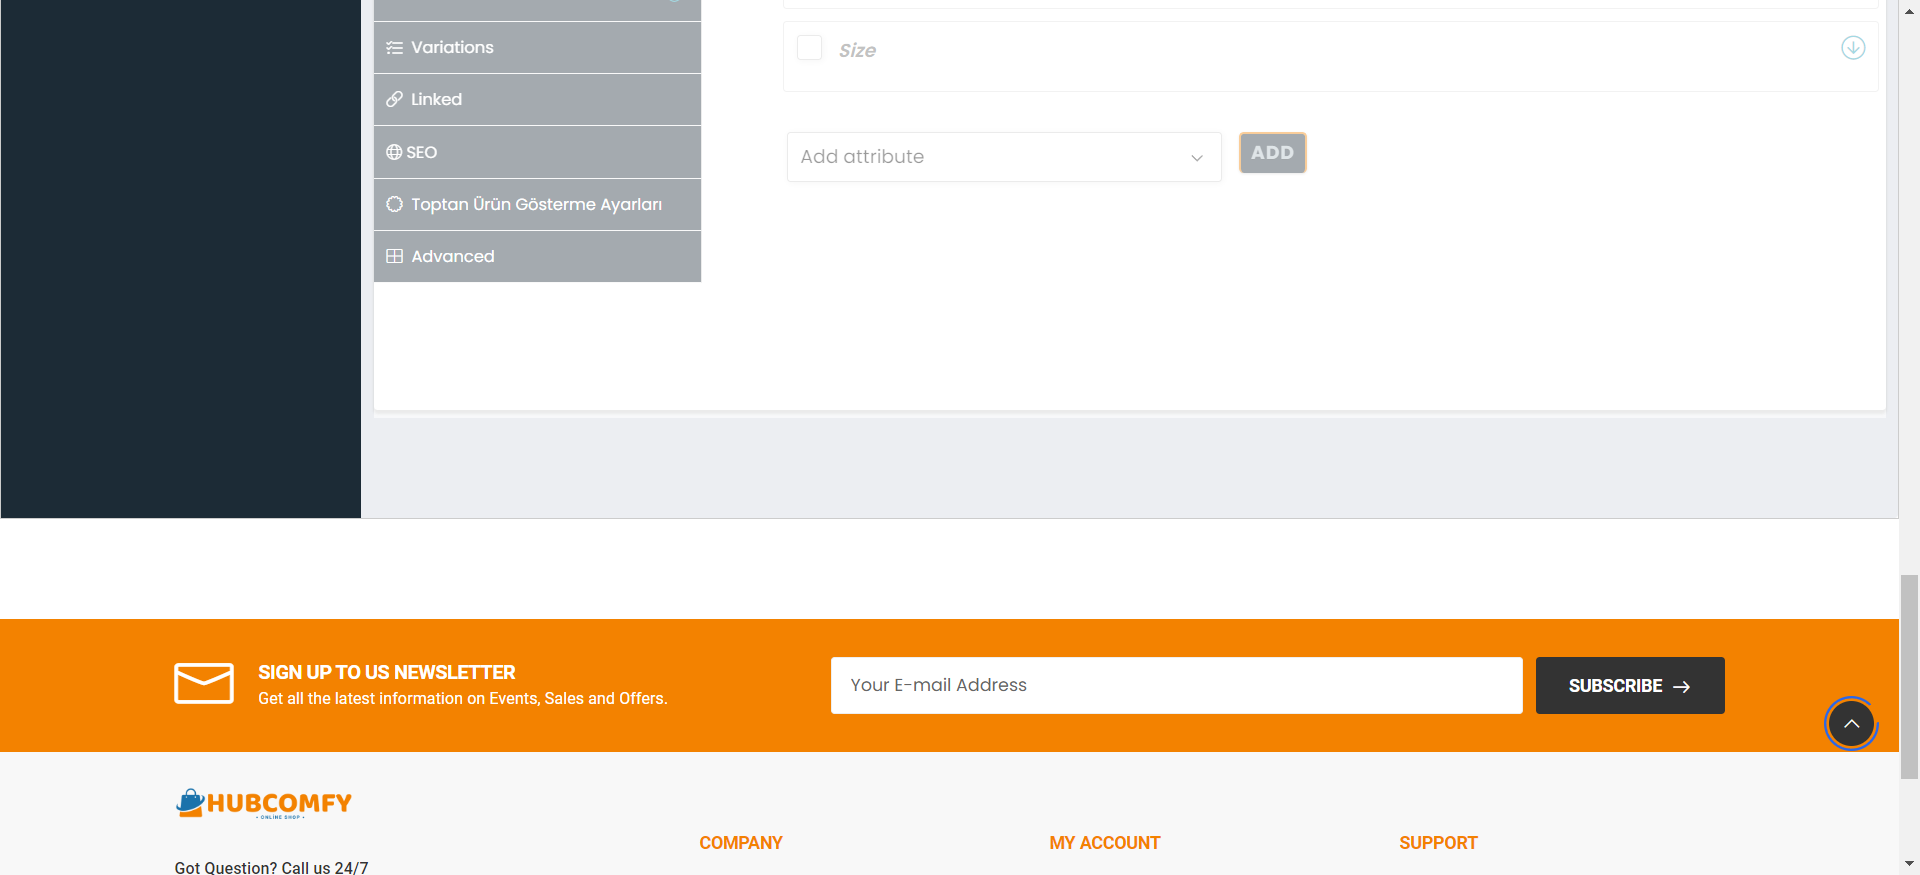 Variations
Linked
SEO
Toptan Ürün Gösterme Ayarları
Advanced
Size
Add attribute
ADD
SIGN UP TO US NEWSLETTER
Get all the latest information on Events, Sales and Offers.
Your E-mail Address
SUBSCRIBE
HUBCOMFY
• ONLINE SHOP •
COMPANY
MY ACCOUNT
SUPPORT
Got Question? Call us 24/7